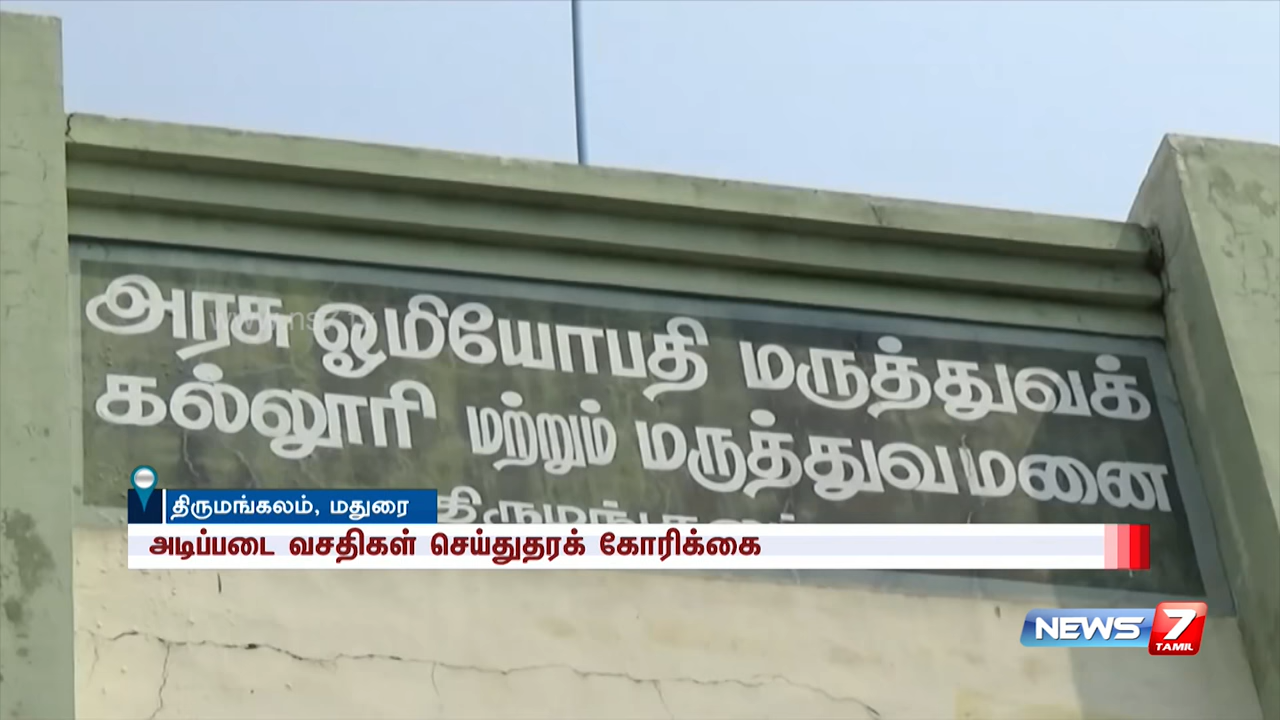 அரசு ஓமியோபதி மருத்துவக்
கல்லூரி மற்றும் மருத்துவமனை
திருமங்கலம், மதுரை
அடிப்படை வசதிகள் செய்துதரக் கோரிக்கை
NEWS 7
TAMIL